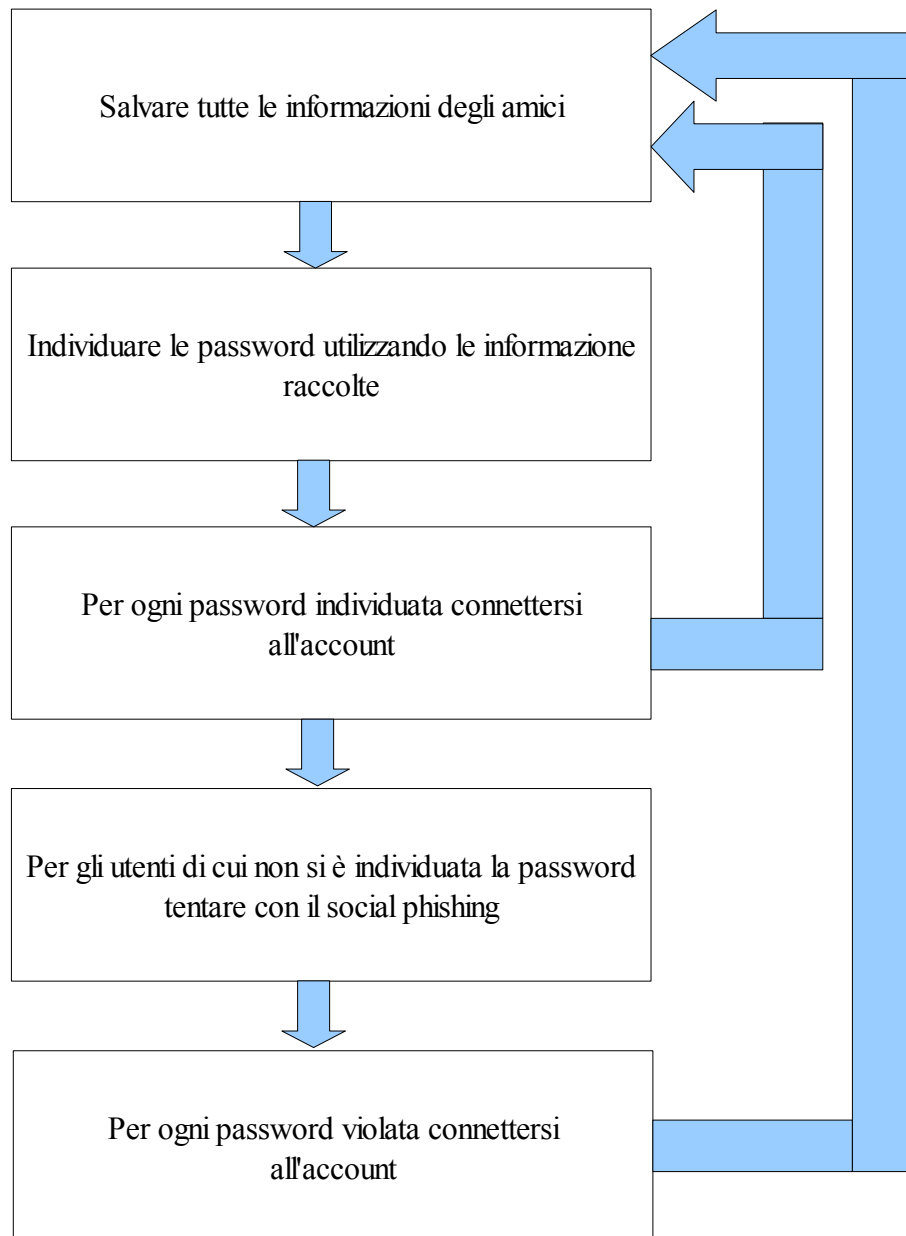 Salvare tutte le informazioni degli amici
Individuare le password utilizzando le informazione
raccolte
Per ogni password individuata connettersi
all'account
Per gli utenti di cui non si è individuata la password
tentare con il social phishing
Per ogni password violata connettersi
all'account